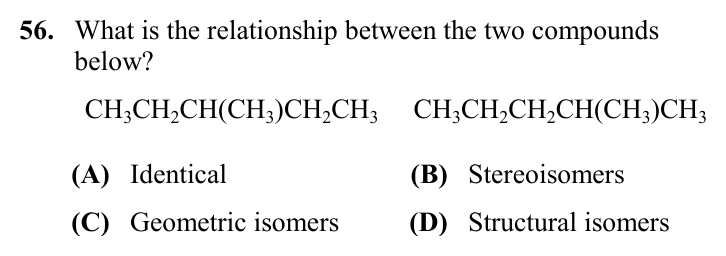 56. What is the relationship between the two compounds
below?
CH₃CH₂CH(CH₃)CH₂CH₃ CH₃CH₂CH₂CH(CH₃)CH₃
(A) Identical (B) Stereoisomers
(C) Geometric isomers (D) Structural isomers